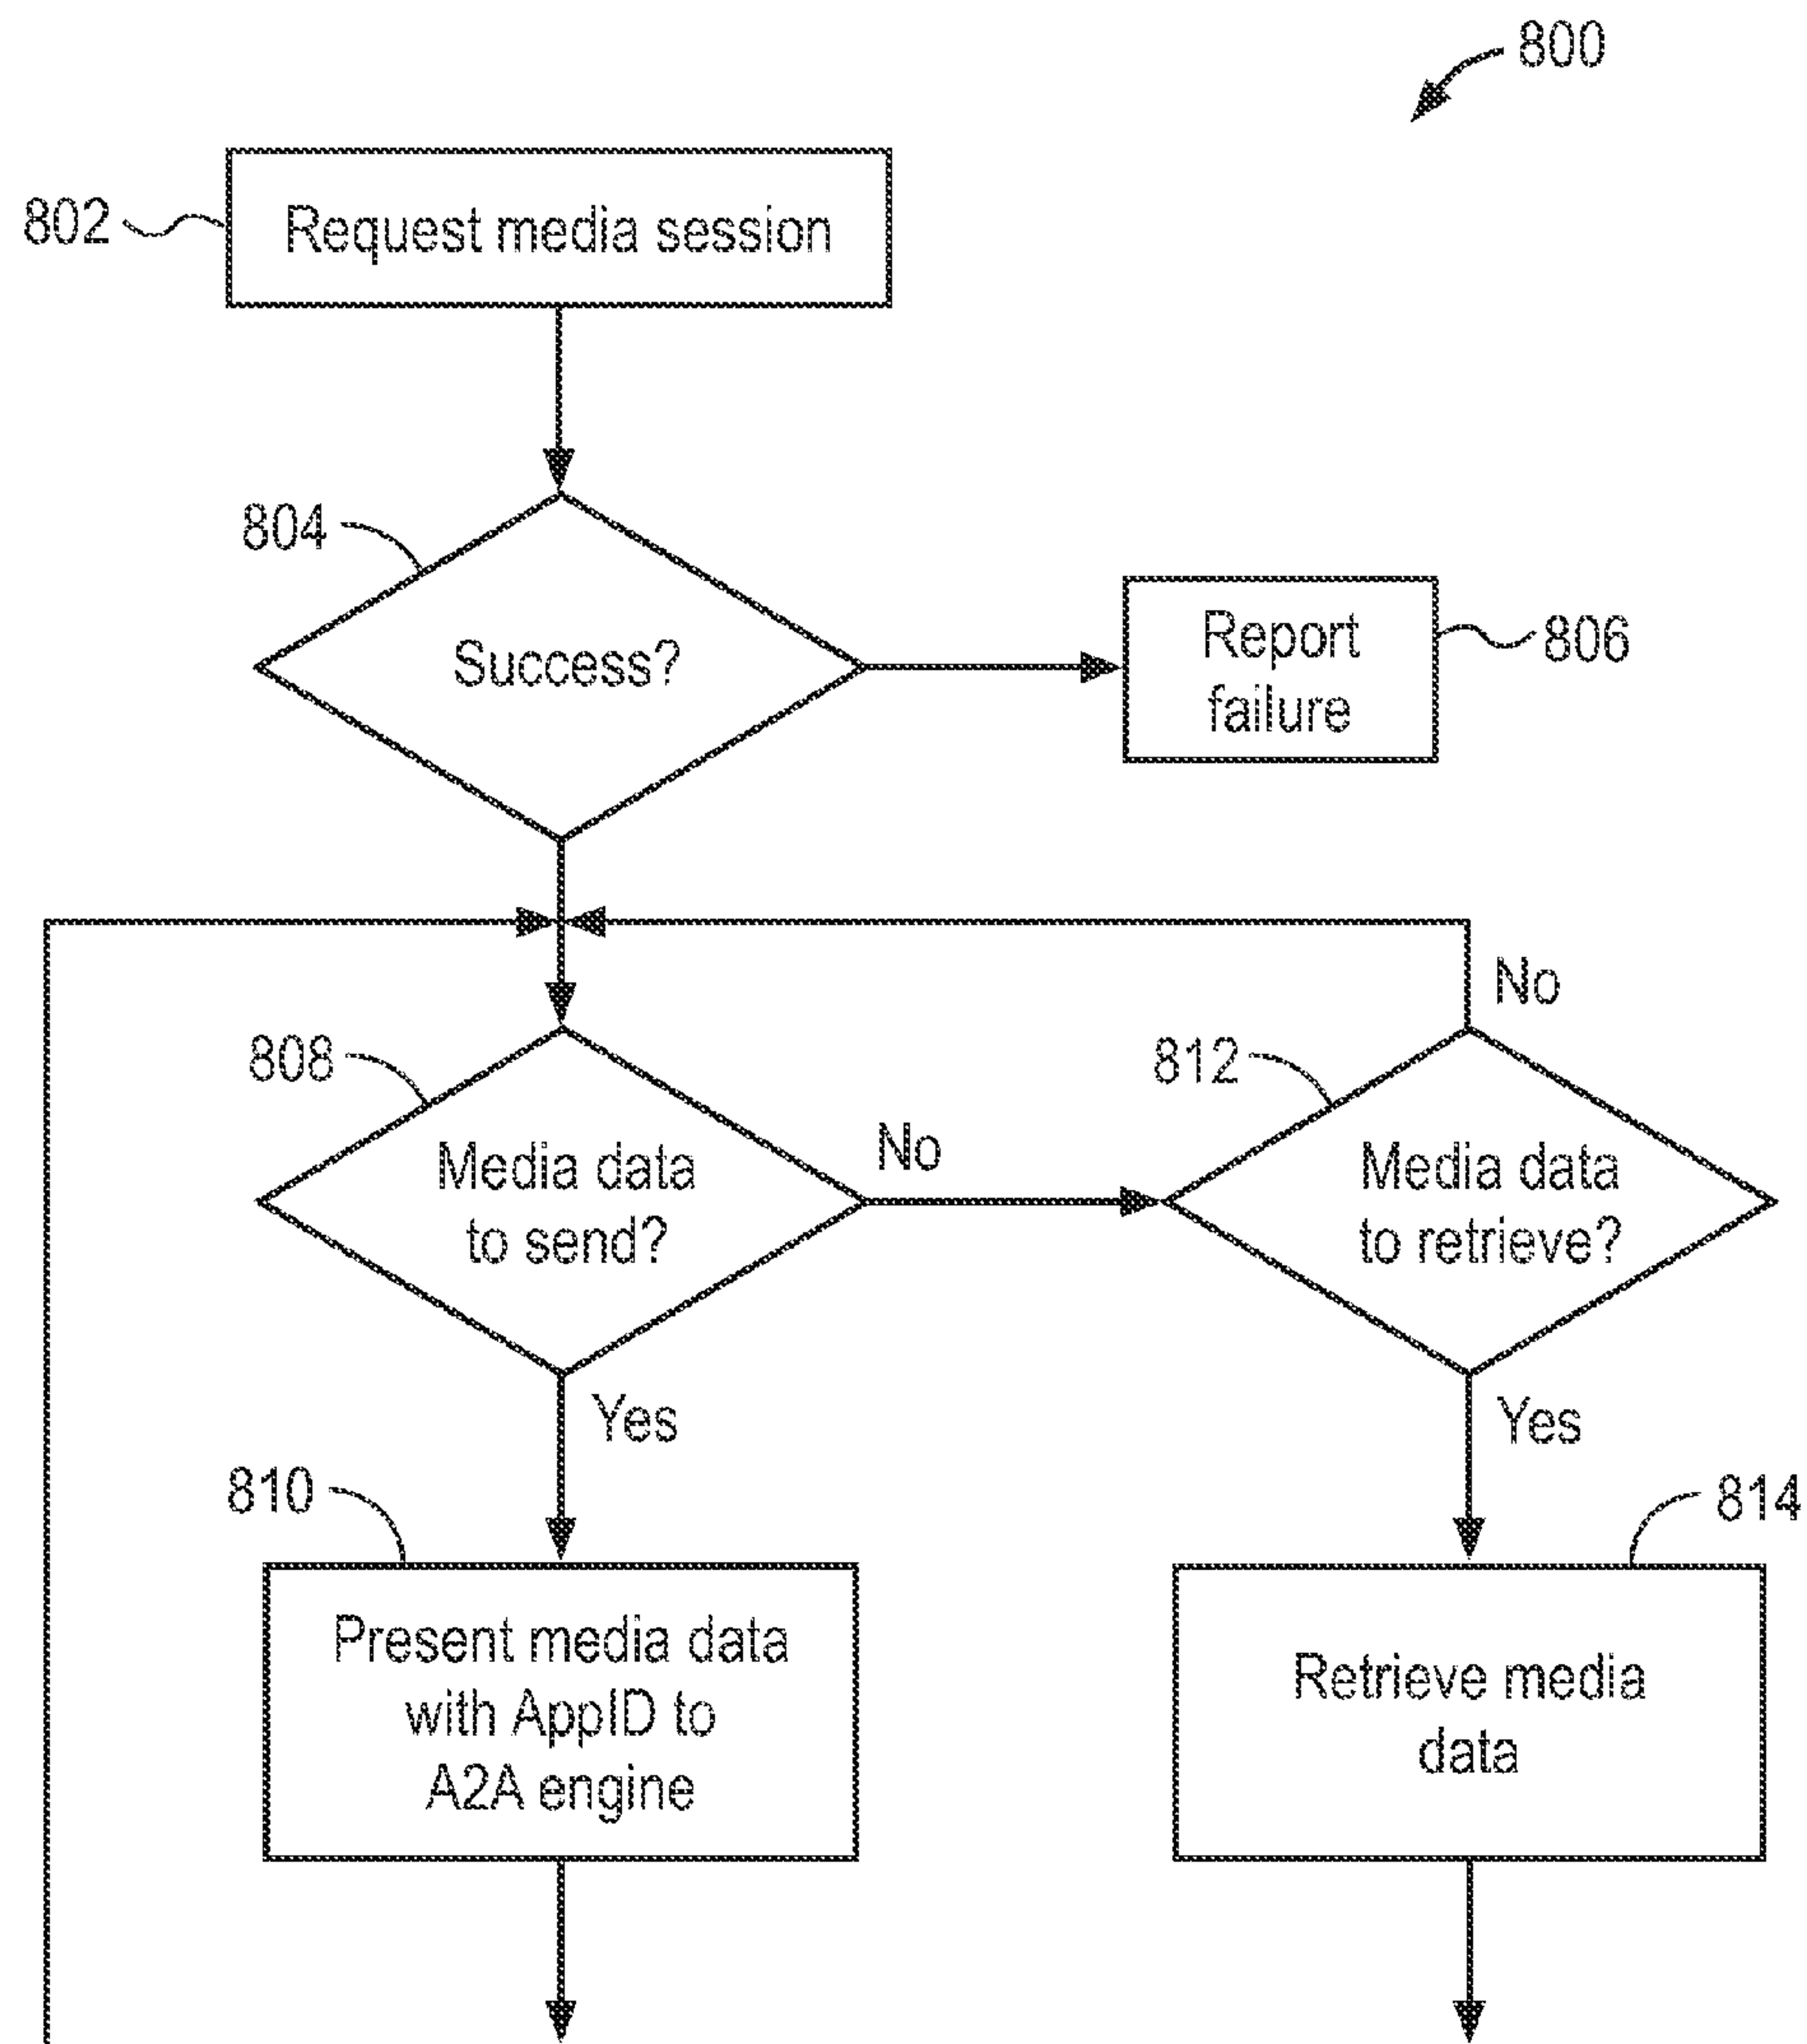 800
802
Request media session
804
Success?
Report
failure
806
No
808
812
Media data
to send?
No
Media data
to retrieve?
Yes
Yes
810
814
Present media data
with AppID to
A2A engine
Retrieve media
data